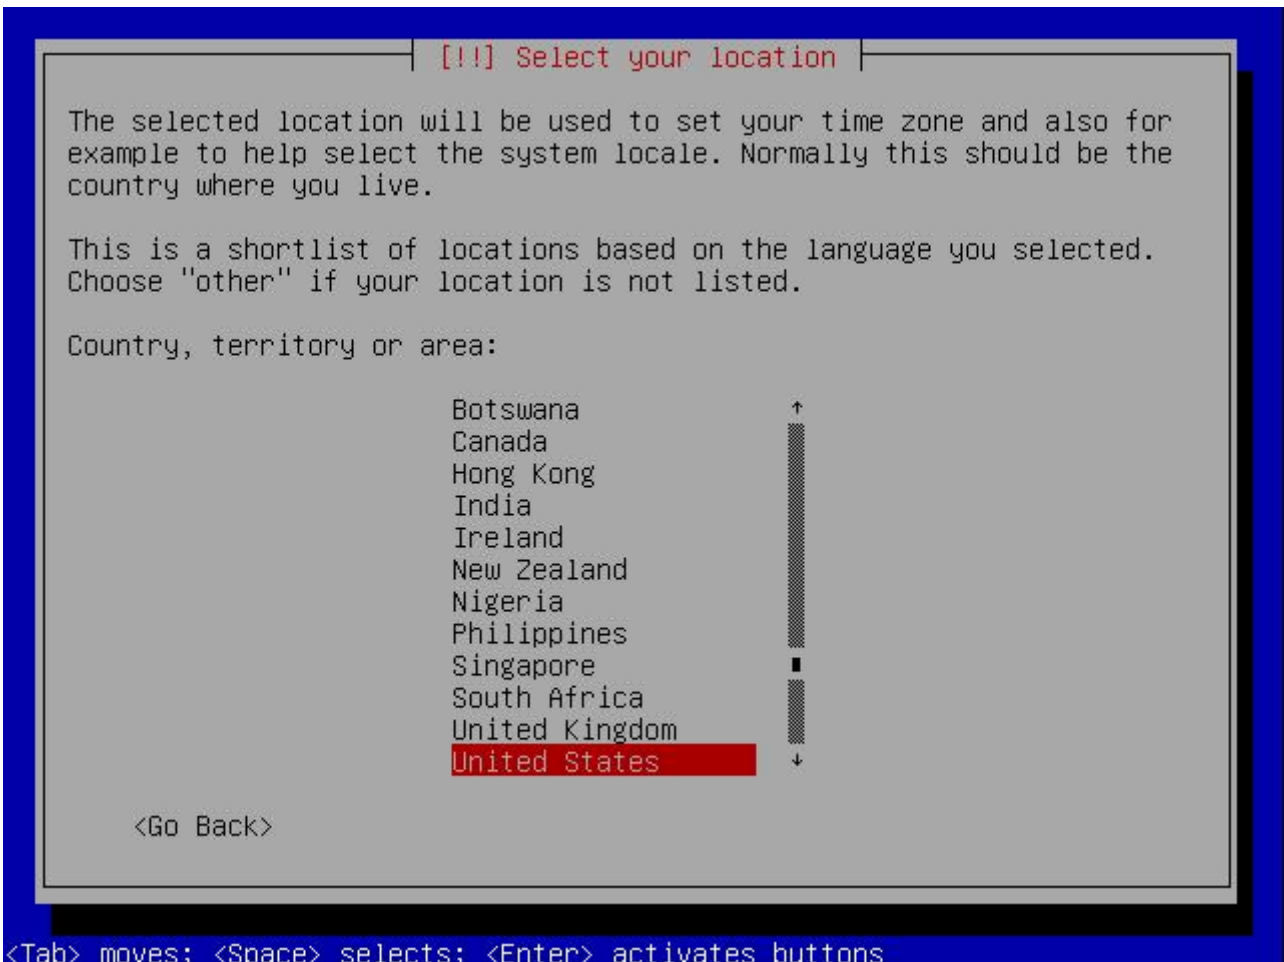 [!!] Select your location
The selected location will be used to set your time zone and also for
example to help select the system locale. Normally this should be the
country where you live.
This is a shortlist of locations based on the language you selected.
Choose "other" if your location is not listed.
Country, territory or area:
Botswana
Canada
Hong Kong
India
Ireland
New Zealand
Nigeria
Philippines
Singapore
South Africa
United Kingdom
United States
<Go Back>
<Tab> moves; <Space> selects; <Enter> activates buttons